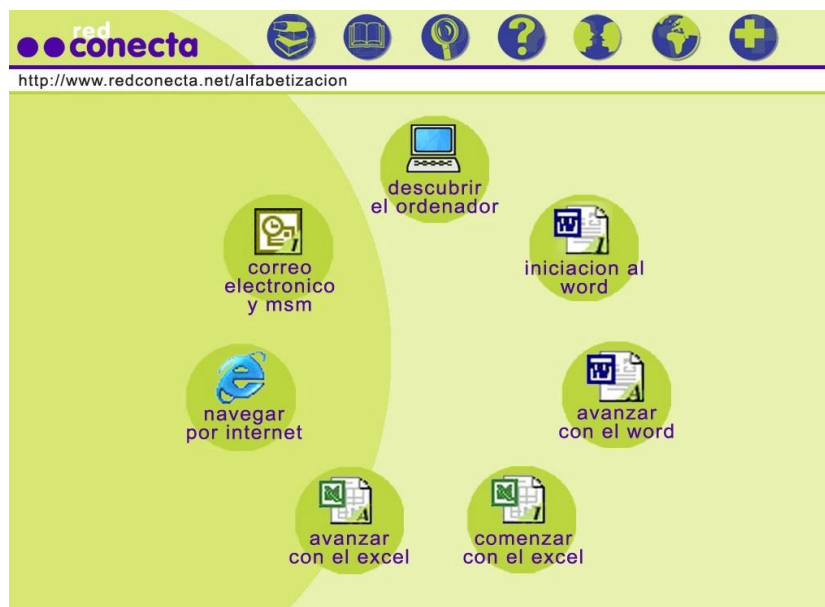 red
conecta
http://www.redconecta.net/alfabetizacion
descubrir
el ordenador
correo
electronico
y msm
iniciacion al
word
navegar
por internet
avanzar
con el word
avanzar
con el excel
comenzar
con el excel